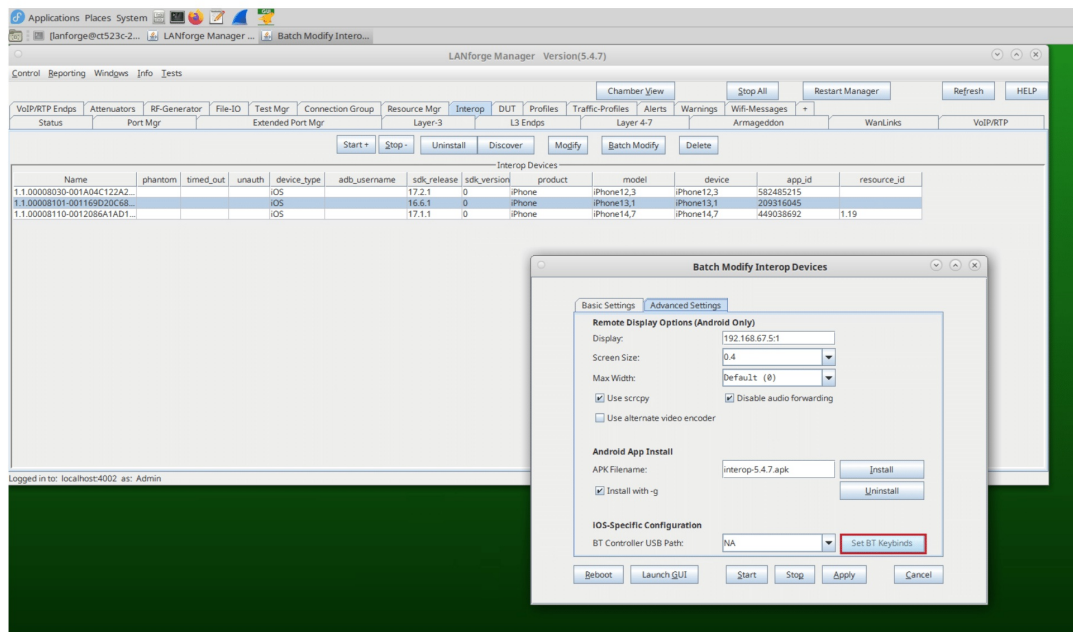 Applications Places System
[lanforge@ct523c-2... LANforge Manager ... Batch Modify Intero...
LANforge Manager Version(5.4.7)
Control Reporting Windows Info Tests
Chamber View Stop All Restart Manager Refresh HELP
VoIP/RTP Endps Attenuators RF-Generator File-IO Test Mgr Connection Group Resource Mgr Interop DUT Profiles Traffic-Profiles Alerts Warnings Wifi-Messages +
Status Port Mgr Extended Port Mgr Layer-3 L3 Endps Layer 4-7 Armageddon WanLinks VoIP/RTP
Start + Stop - Uninstall Discover Modify Batch Modify Delete
Interop Devices
Name phantom timed_out unauth device_type adb_username sdk_release sdk_version product model device app_id resource_id
1.1.00008030-001A04C122A2... iOS 17.2.1 0 iPhone iPhone12,3 iPhone12,3 582485215
1.1.00008101-001169D20C68... iOS 16.6.1 0 iPhone iPhone13,1 iPhone13,1 209316045
1.1.00008110-0012086A1AD1... iOS 17.1.1 0 iPhone iPhone14,7 iPhone14,7 449038692 1.19
Batch Modify Interop Devices
Basic Settings Advanced Settings
Remote Display Options (Android Only)
Display: 192.168.67.5:1
Screen Size: 0.4
Max Width: Default (0)
Use scrcpy Disable audio forwarding
Use alternate video encoder
Android App Install
APK Filename: interop-5.4.7.apk Install
Install with -g Uninstall
iOS-Specific Configuration
BT Controller USB Path: NA Set BT Keybinds
Reboot Launch GUI Start Stop Apply Cancel
Logged in to: localhost:4002 as: Admin